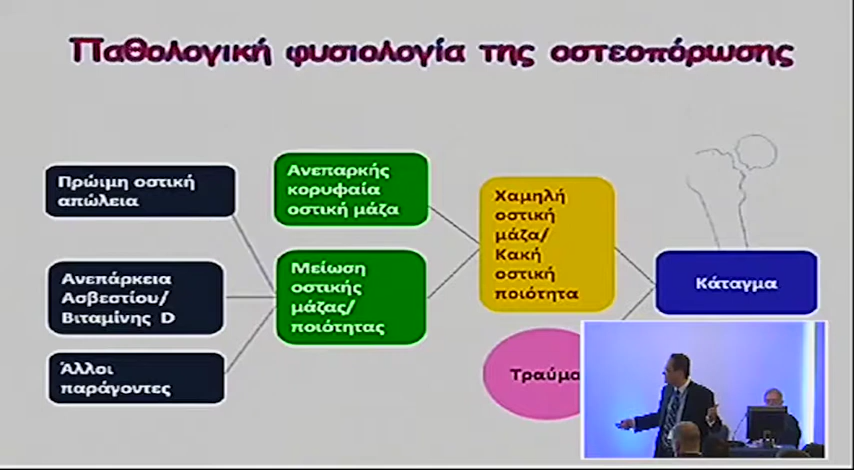 Παθολογική φυσιολογία της οστεοπόρωσης
Πρώιμη οστική
απώλεια
Ανεπάρκεια
Ασβεστίου/
Βιταμίνης D
Άλλοι
παράγοντες
Ανεπαρκής
κορυφαία
οστική μάζα
Μείωση
οστικής
μάζας/
ποιότητας
Χαμηλή
οστική
μάζα/
Κακή
οστική
ποιότητα
Τραύμα
Κάταγμα